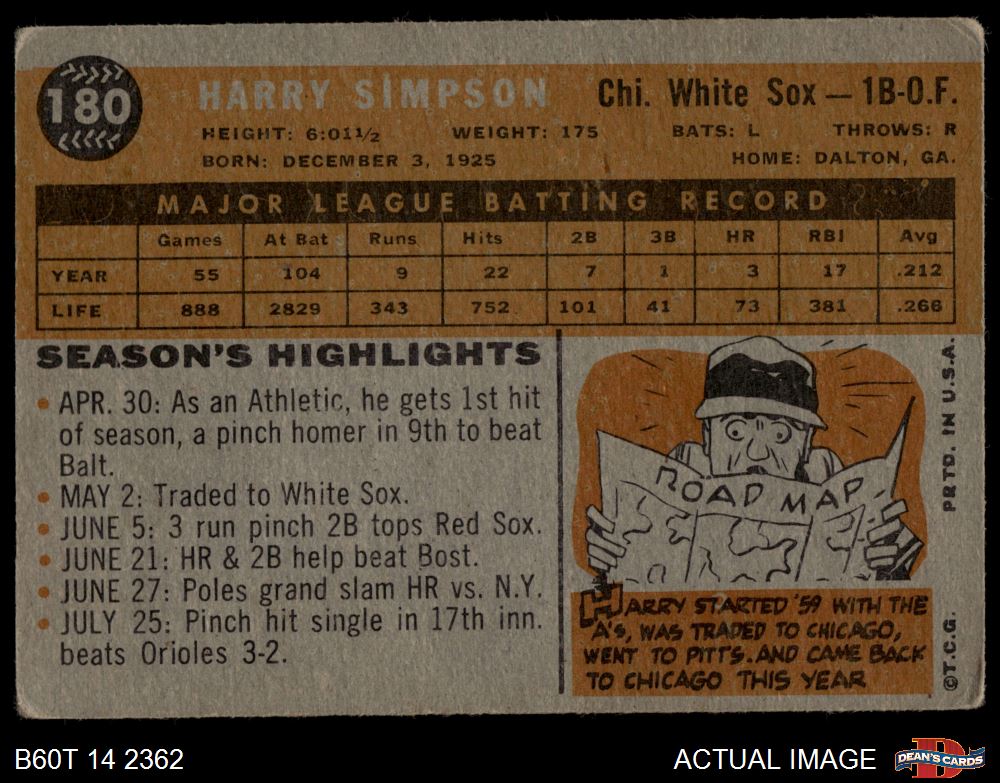 180
HARRY SIMPSON
Chi. White Sox — 1B-O.F.
HEIGHT: 6:01 1/2 WEIGHT: 175 BATS: L THROWS: R
BORN: DECEMBER 3, 1925 HOME: DALTON, GA.
MAJOR LEAGUE BATTING RECORD
Games At Bat Runs Hits 2B 3B HR RBI Avg
YEAR 55 104 9 22 7 1 3 17 .212
LIFE 888 2829 343 752 101 41 73 381 .266
SEASON'S HIGHLIGHTS
• APR. 30: As an Athletic, he gets 1st hit
of season, a pinch homer in 9th to beat
Balt.
• MAY 2: Traded to White Sox.
• JUNE 5: 3 run pinch 2B tops Red Sox.
• JUNE 21: HR & 2B help beat Bost.
• JUNE 27: Poles grand slam HR vs. N.Y.
• JULY 25: Pinch hit single in 17th inn.
beats Orioles 3-2.
ROAD MAP
HARRY STARTED '59 WITH THE
A'S, WAS TRADED TO CHICAGO,
WENT TO PITTS. AND CAME BACK
TO CHICAGO THIS YEAR
©T.C.G. PRTD. IN U.S.A.
B60T 14 2362
ACTUAL IMAGE
DEAN'S CARDS